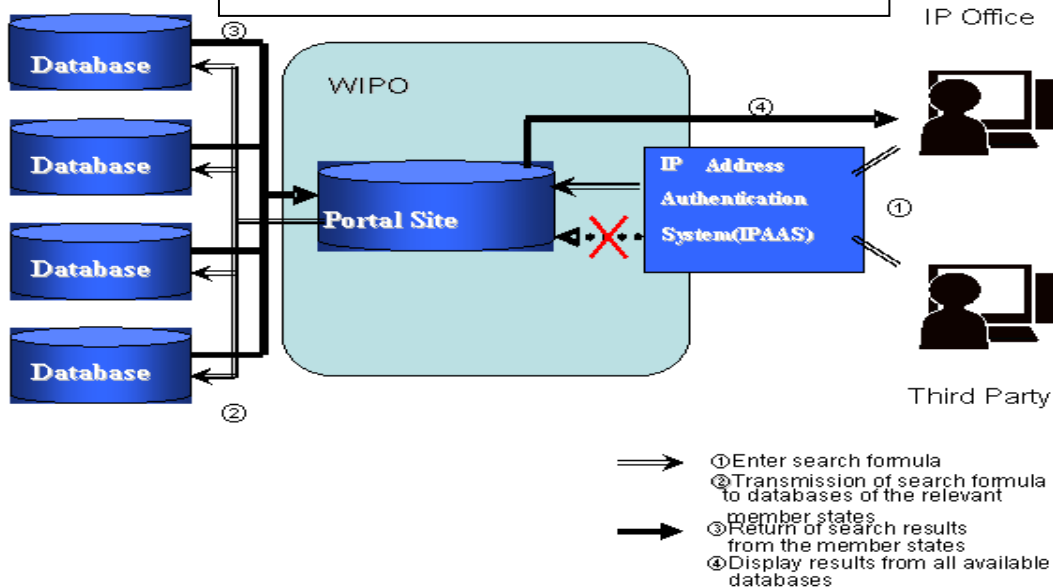 ③
IP Office
Database
WIPO
④
Database
IP Address
Authentication
System(IPAAS)
①
Portal Site
Database
Database
②
Third Party
①Enter search formula
②Transmission of search formula
to databases of the relevant
member states
③Return of search results
from the member states
④Display results from all available
databases